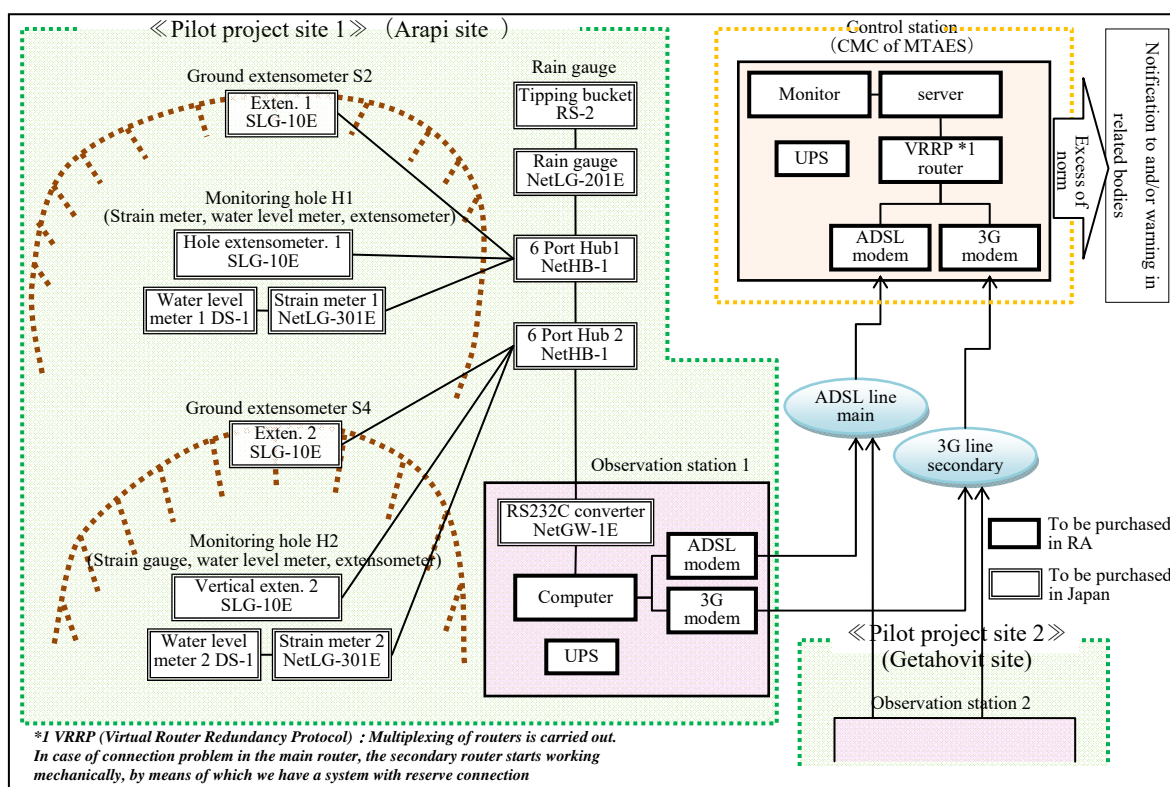 ≪Pilot project site 1≫ (Arapi site )
Ground extensometer S2
Exten. 1
SLG-10E
Monitoring hole H1
(Strain meter, water level meter, extensometer)
Hole extensometer. 1
SLG-10E
Water level
meter 1 DS-1
Strain meter 1
NetLG-301E
Rain gauge
Tipping bucket
RS-2
Rain gauge
NetLG-201E
6 Port Hub1
NetHB-1
6 Port Hub 2
NetHB-1
Ground extensometer S4
Exten. 2
SLG-10E
Monitoring hole H2
(Strain gauge, water level meter, extensometer)
Vertical exten. 2
SLG-10E
Water level
meter 2 DS-1
Strain meter 2
NetLG-301E
Observation station 1
RS232C converter
NetGW-1E
Computer
ADSL
modem
3G
modem
UPS
Control station
(CMC of MTAES)
Monitor
server
UPS
VRRP *1
router
ADSL
modem
3G
modem
Excess of
norm
Notification to and/or warning in
related bodies
ADSL line
main
3G line
secondary
To be purchased
in RA
To be purchased
in Japan
≪Pilot project site 2≫
(Getahovit site)
Observation station 2
*1 VRRP (Virtual Router Redundancy Protocol) : Multiplexing of routers is carried out.
In case of connection problem in the main router, the secondary router starts working
mechanically, by means of which we have a system with reserve connection